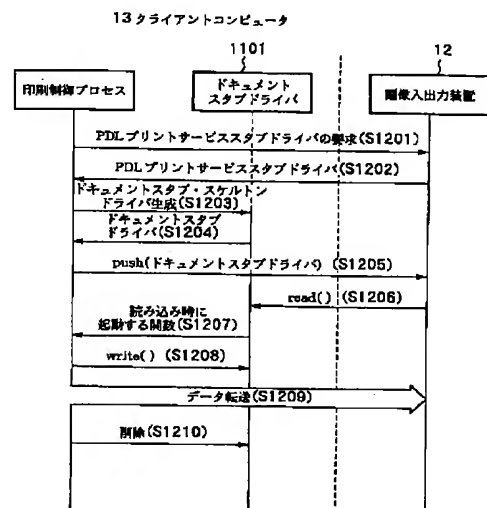 13 クライアントコンピュータ
1101
12
印刷制御プロセス
ドキュメント
スタブドライバ
画像入出力装置
PDLプリントサービススタブドライバの要求(S1201)
PDLプリントサービススタブドライバ(S1202)
ドキュメントスタブ・スケルトン
ドライバ生成(S1203)
ドキュメントスタブ
ドライバ(S1204)
push(ドキュメントスタブドライバ) (S1205)
read() (S1206)
読み込み時に
起動する関数(S1207)
write() (S1208)
データ転送(S1209)
削除(S1210)